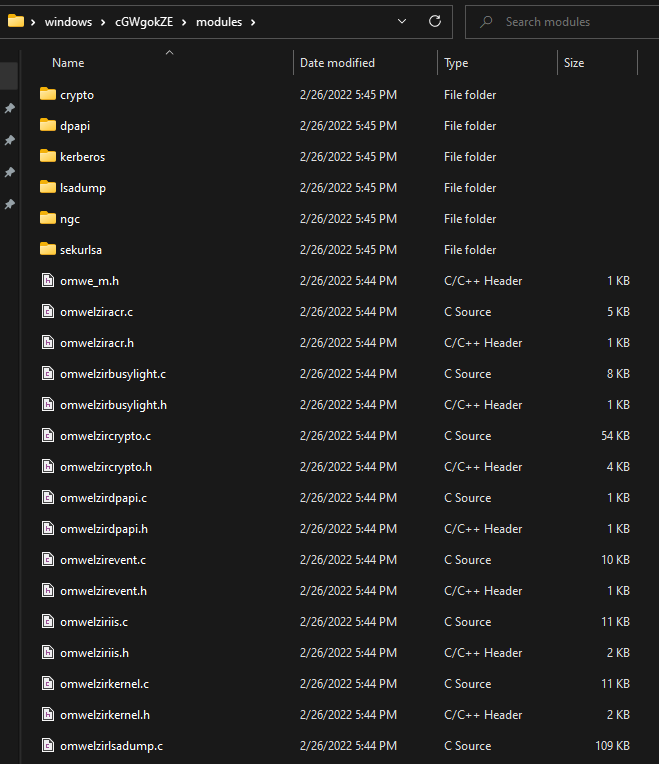 windows > cGWgokZE > modules >
Search modules
Name Date modified Type Size
crypto 2/26/2022 5:45 PM File folder
dpapi 2/26/2022 5:45 PM File folder
kerberos 2/26/2022 5:45 PM File folder
lsadump 2/26/2022 5:45 PM File folder
ngc 2/26/2022 5:45 PM File folder
sekurlsa 2/26/2022 5:45 PM File folder
omwe_m.h 2/26/2022 5:44 PM C/C++ Header 1 KB
omwelziracr.c 2/26/2022 5:44 PM C Source 5 KB
omwelziracr.h 2/26/2022 5:44 PM C/C++ Header 1 KB
omwelzirbusylight.c 2/26/2022 5:44 PM C Source 8 KB
omwelzirbusylight.h 2/26/2022 5:44 PM C/C++ Header 1 KB
omwelzircrypto.c 2/26/2022 5:44 PM C Source 54 KB
omwelzircrypto.h 2/26/2022 5:44 PM C/C++ Header 4 KB
omwelzirdpapi.c 2/26/2022 5:44 PM C Source 1 KB
omwelzirdpapi.h 2/26/2022 5:44 PM C/C++ Header 1 KB
omwelzirevent.c 2/26/2022 5:44 PM C Source 10 KB
omwelzirevent.h 2/26/2022 5:44 PM C/C++ Header 1 KB
omwelziriis.c 2/26/2022 5:44 PM C Source 11 KB
omwelziriis.h 2/26/2022 5:44 PM C/C++ Header 2 KB
omwelzirkernel.c 2/26/2022 5:44 PM C Source 11 KB
omwelzirkernel.h 2/26/2022 5:44 PM C/C++ Header 2 KB
omwelzirlsadump.c 2/26/2022 5:44 PM C Source 109 KB